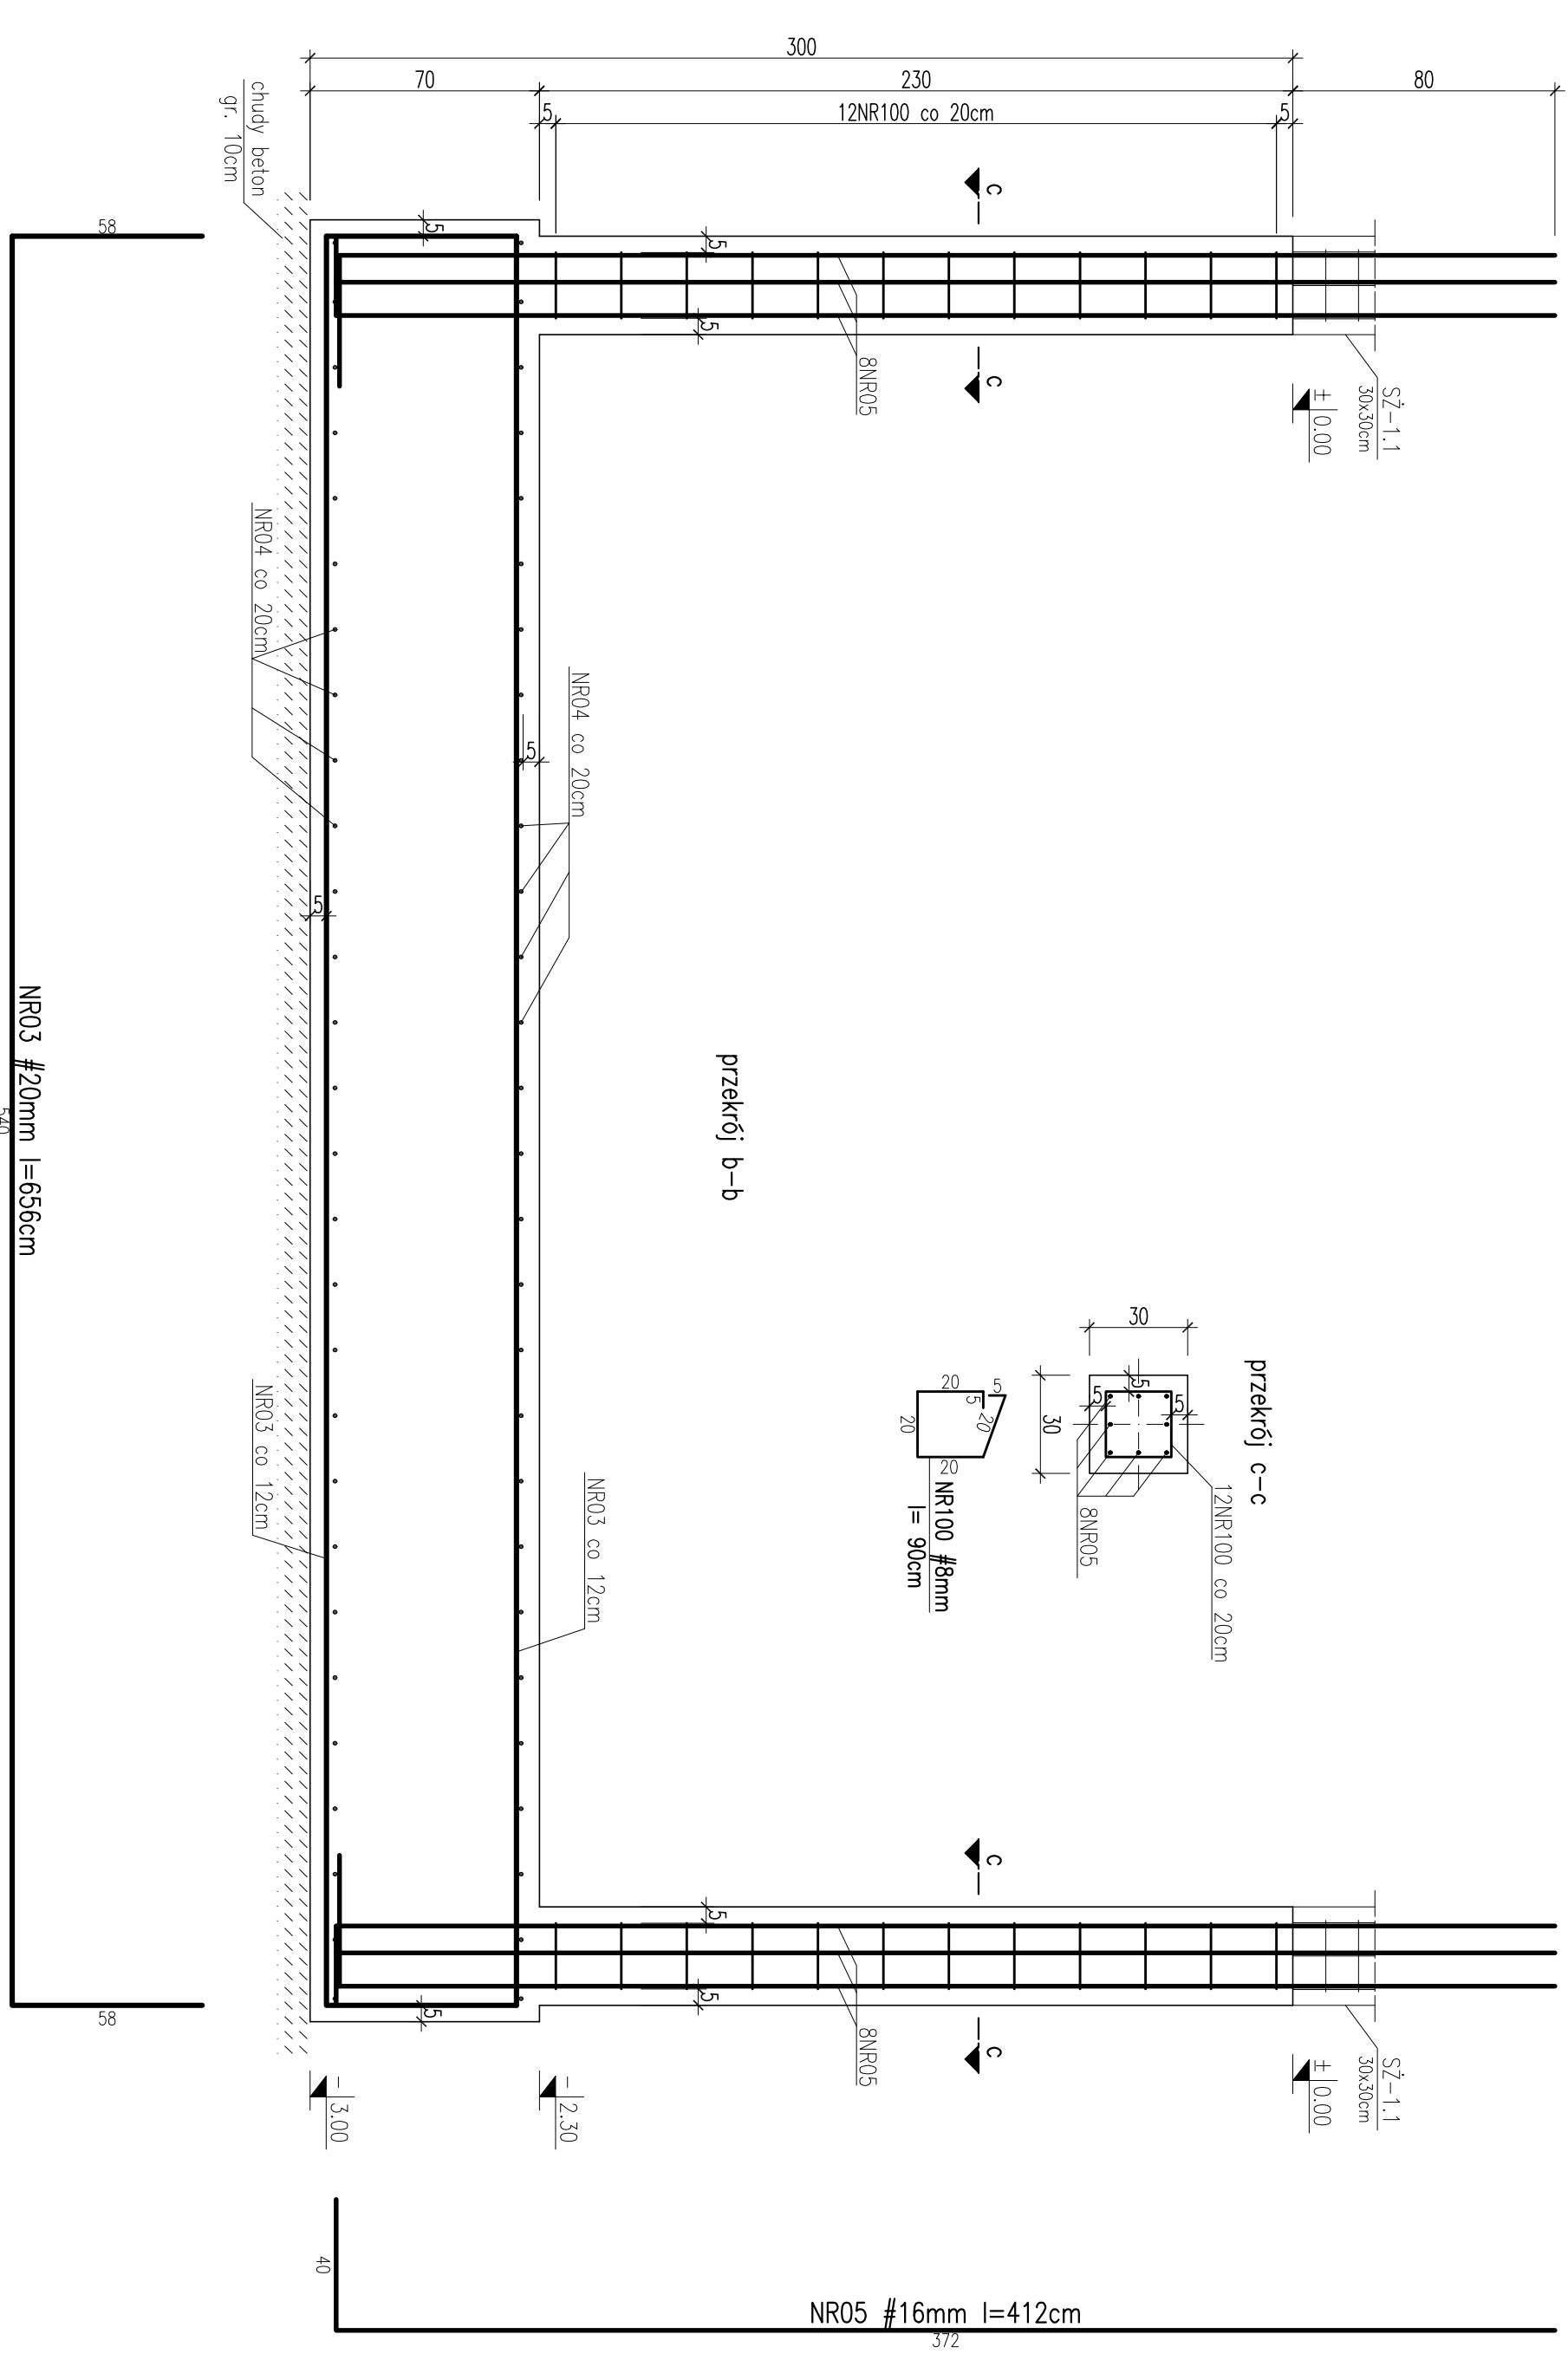 300
70
230
80
5
12NR100 co 20cm
5
chudy beton
gr. 10cm
58
5
5
5
c
c
8NR05
SŻ-1.1
30x30cm
± 0.00
NR04 co 20cm
NR04 co 20cm
5
5
przekrój b-b
NR03 #20mm l=656cm
540
przekrój c-c
30
30
5
5
5
12NR100 co 20cm
8NR05
20
5
5
20
20
20
NR100 #8mm
l= 90cm
NR03 co 12cm
NR03 co 12cm
c
c
5
5
5
8NR05
SŻ-1.1
30x30cm
± 0.00
58
- 3.00
- 2.30
40
NR05 #16mm l=412cm
372